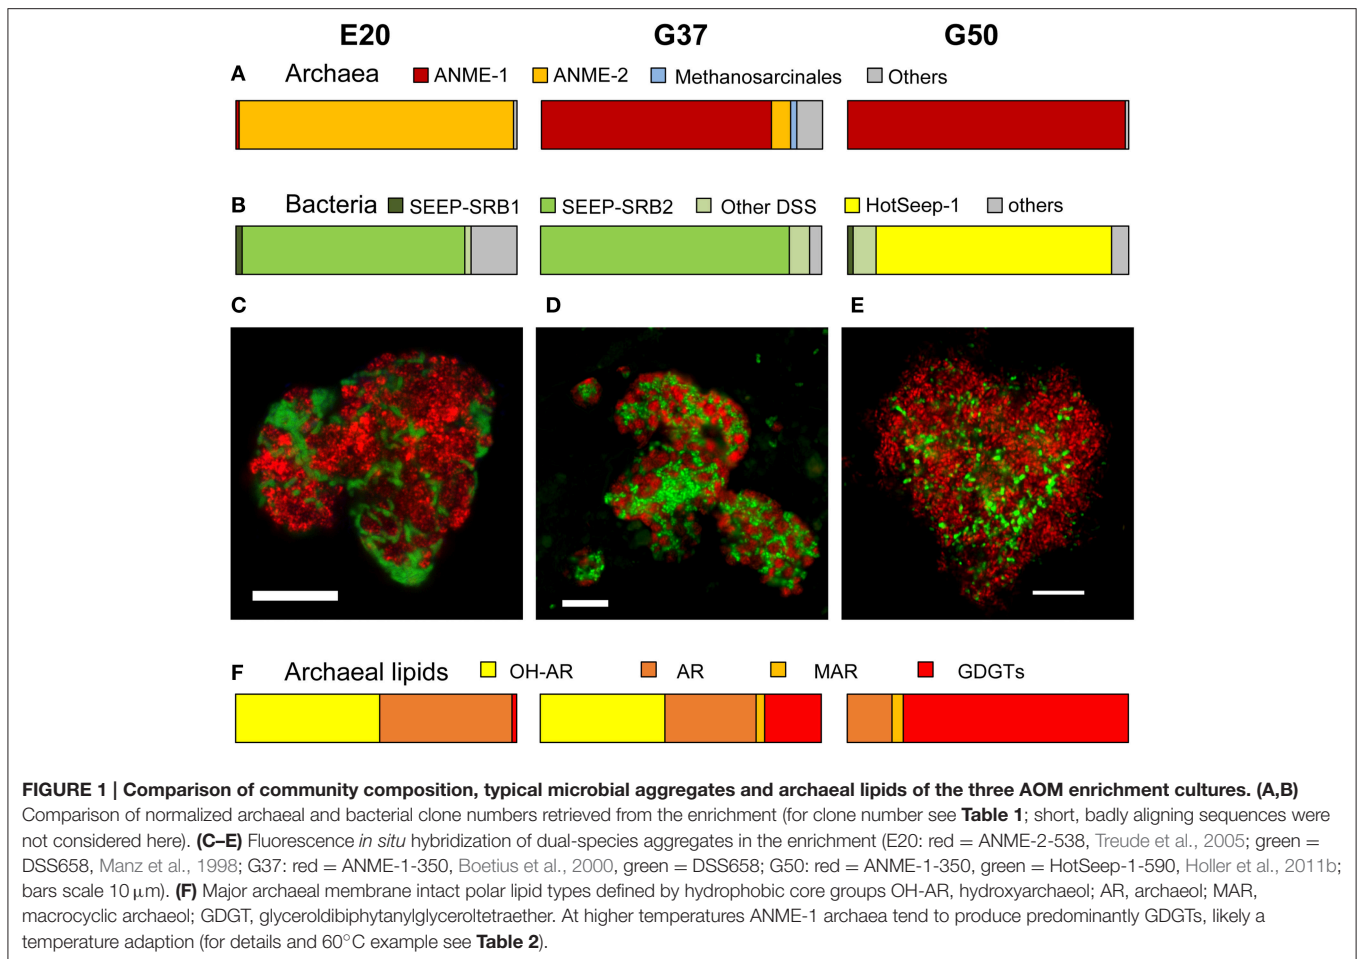 E20 G37 G50
A Archaea ANME-1 ANME-2 Methanosarcinales Others
B Bacteria SEEP-SRB1 SEEP-SRB2 Other DSS HotSeep-1 others
C D E
F Archaeal lipids OH-AR AR MAR GDGTs
FIGURE 1 | Comparison of community composition, typical microbial aggregates and archaeal lipids of the three AOM enrichment cultures. (A,B)
Comparison of normalized archaeal and bacterial clone numbers retrieved from the enrichment (for clone number see Table 1; short, badly aligning sequences were
not considered here). (C–E) Fluorescence in situ hybridization of dual-species aggregates in the enrichment (E20: red = ANME-2-538, Treude et al., 2005; green =
DSS658, Manz et al., 1998; G37: red = ANME-1-350, Boetius et al., 2000, green = DSS658; G50: red = ANME-1-350, green = HotSeep-1-590, Holler et al., 2011b;
bars scale 10 μm). (F) Major archaeal membrane intact polar lipid types defined by hydrophobic core groups OH-AR, hydroxyarchaeol; AR, archaeol; MAR,
macrocyclic archaeol; GDGT, glyceroldibiphytanylglyceroltetraether. At higher temperatures ANME-1 archaea tend to produce predominantly GDGTs, likely a
temperature adaption (for details and 60°C example see Table 2).